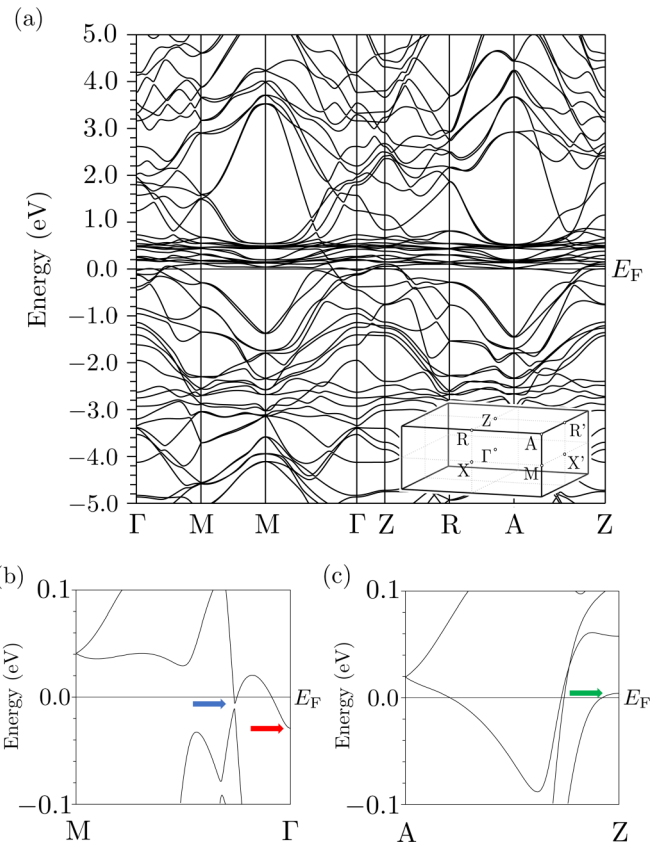 (a)
5.0
4.0
3.0
2.0
1.0
0.0
-1.0
-2.0
-3.0
-4.0
-5.0
Energy (eV)
E_F
Γ M M Γ Z R A Z
Z R' R A Γ X X' M
(b)
0.1
0.0
-0.1
Energy (eV)
E_F
M Γ
(c)
0.1
0.0
-0.1
Energy (eV)
E_F
A Z